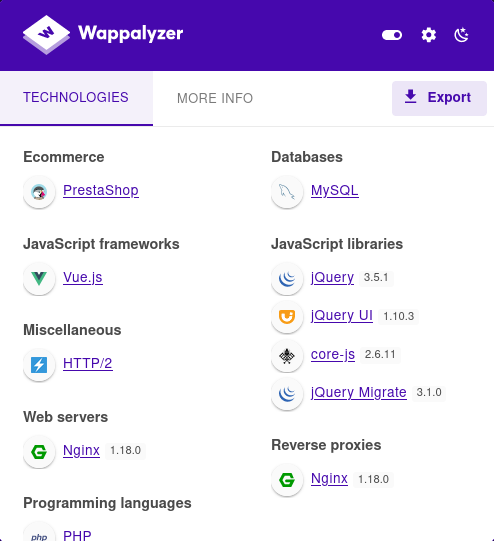 Wappalyzer
TECHNOLOGIES
MORE INFO
Export
Ecommerce
PrestaShop
JavaScript frameworks
Vue.js
Miscellaneous
HTTP/2
Web servers
Nginx 1.18.0
Programming languages
php PHP
Databases
MySQL
JavaScript libraries
jQuery 3.5.1
jQuery UI 1.10.3
core-js 2.6.11
jQuery Migrate 3.1.0
Reverse proxies
Nginx 1.18.0